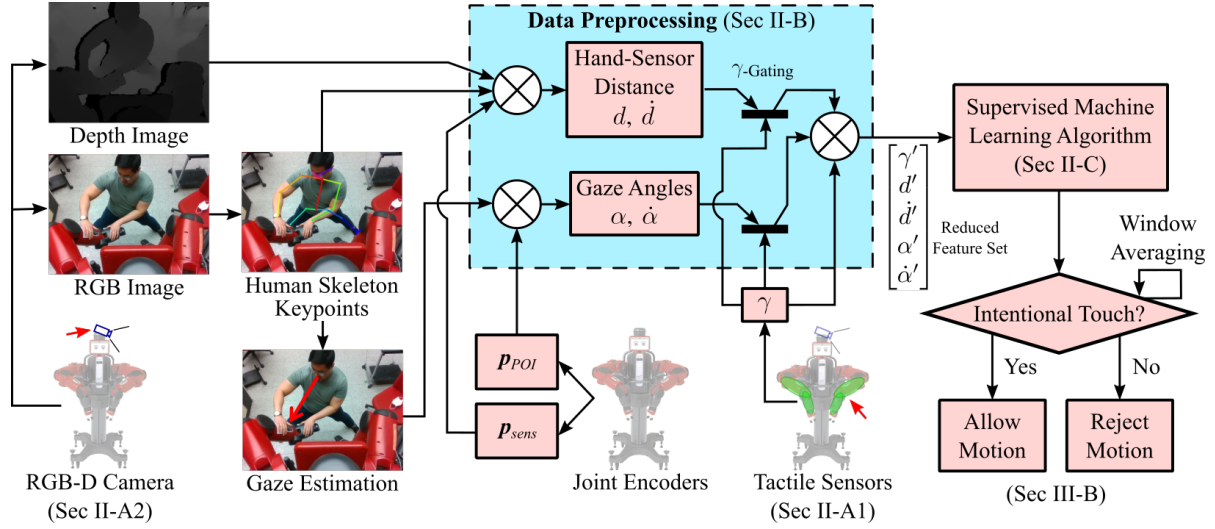 Data Preprocessing (Sec II-B)
Depth Image
RGB Image
RGB-D Camera
(Sec II-A2)
Human Skeleton
Keypoints
Gaze Estimation
Hand-Sensor
Distance
d, ḋ
γ-Gating
Gaze Angles
α, α̇
p_POI
p_sens
Joint Encoders
γ
Tactile Sensors
(Sec II-A1)
γ′
d′
ḋ′
α′
α̇′
Reduced
Feature Set
Supervised Machine
Learning Algorithm
(Sec II-C)
Window
Averaging
Intentional Touch?
Yes
No
Allow
Motion
Reject
Motion
(Sec III-B)